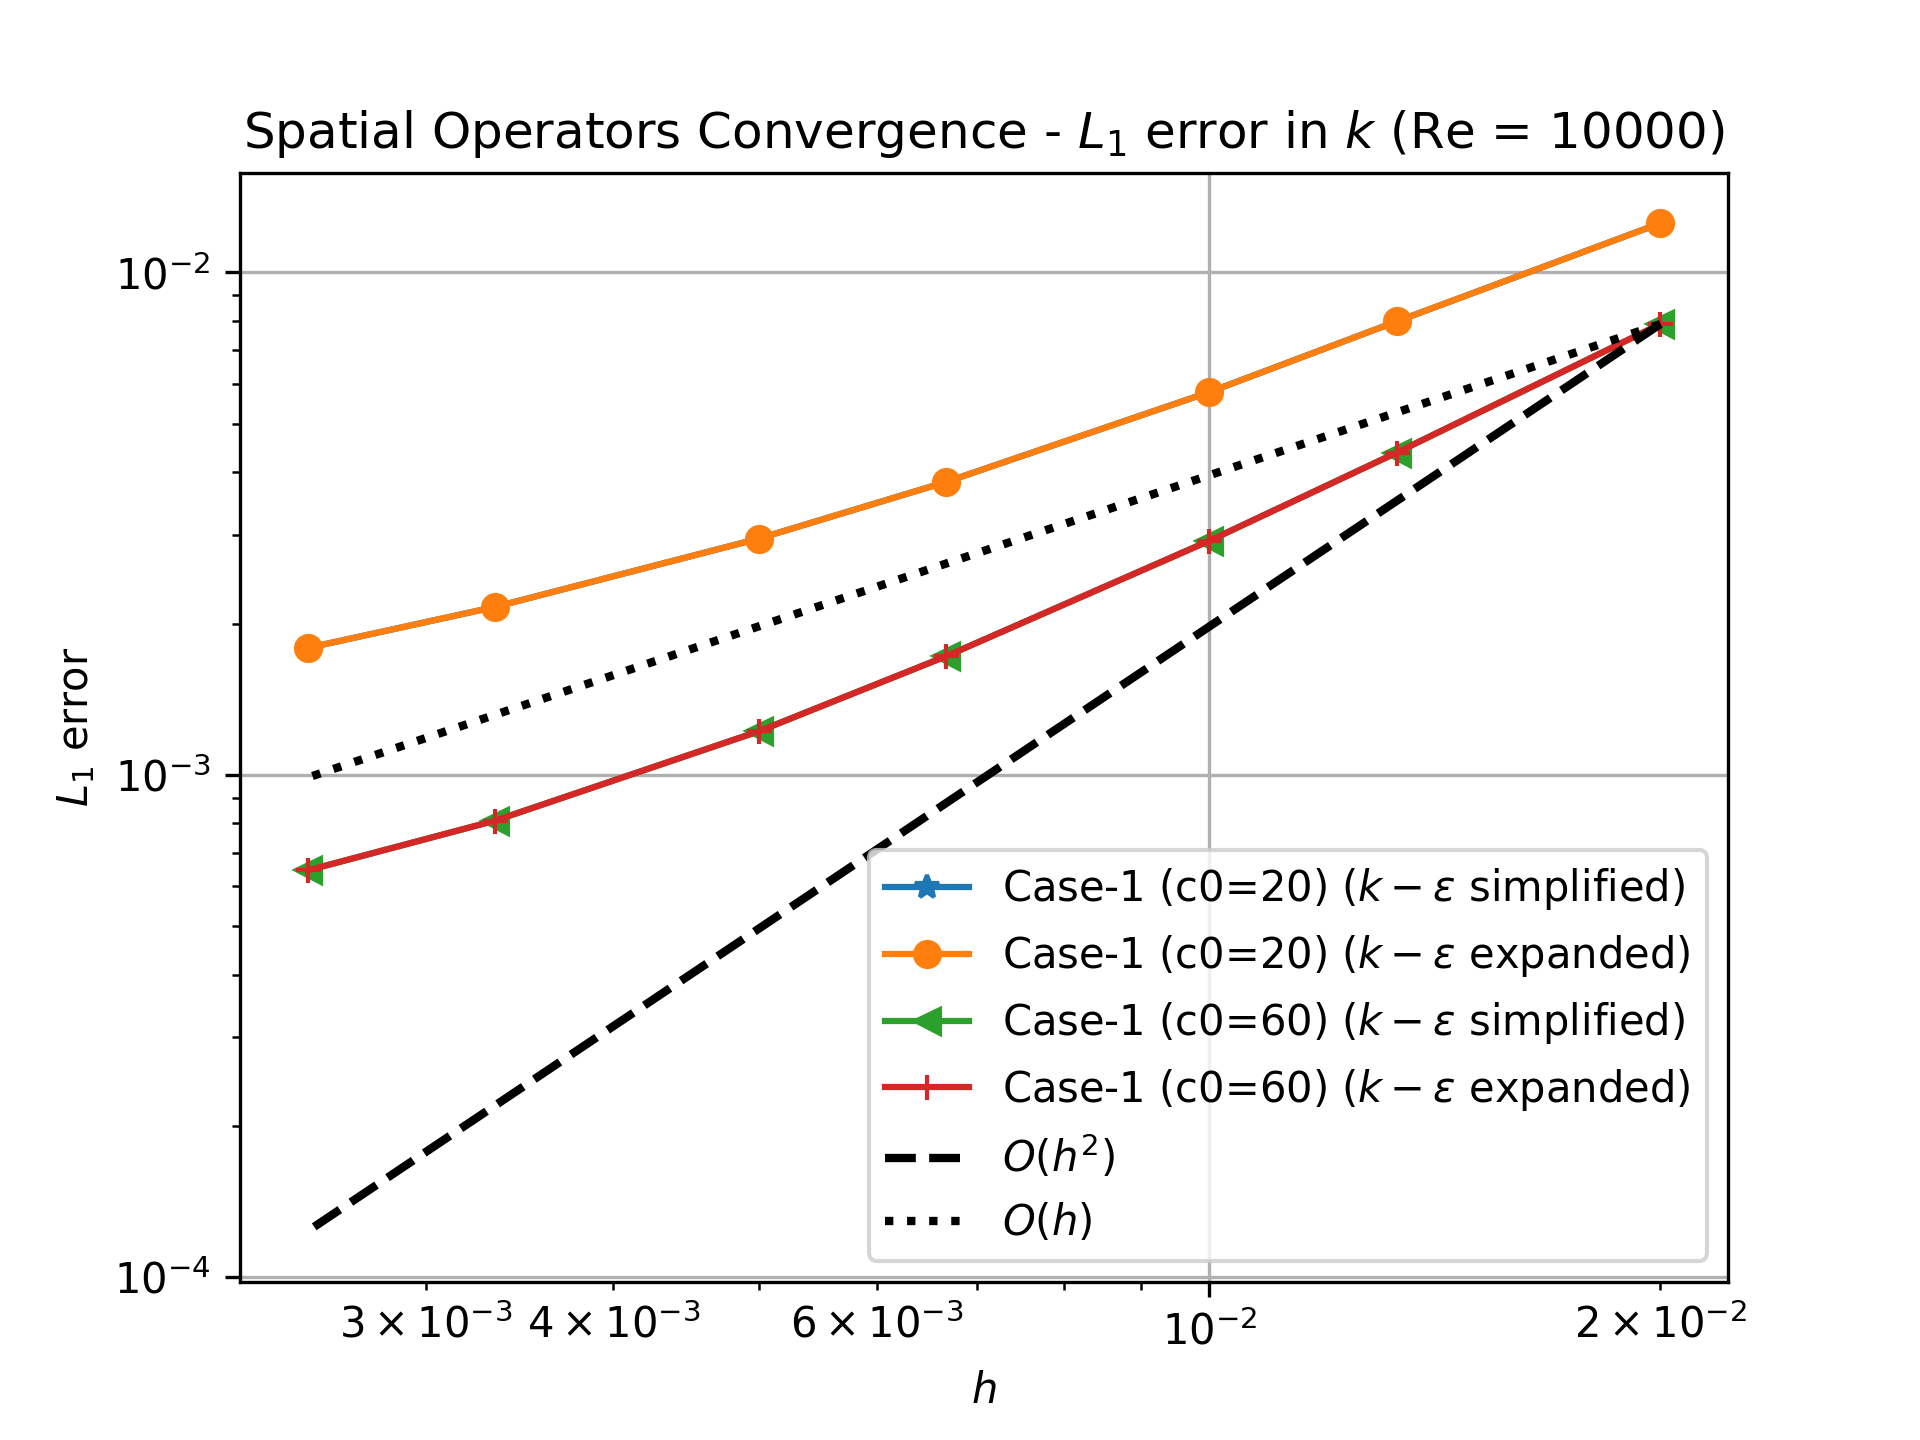 Spatial Operators Convergence - L₁ error in k (Re = 10000)
L₁ error
10⁻²
10⁻³
10⁻⁴
Case-1 (c0=20) (k − ε simplified)
Case-1 (c0=20) (k − ε expanded)
Case-1 (c0=60) (k − ε simplified)
Case-1 (c0=60) (k − ε expanded)
O(h²)
O(h)
3 × 10⁻³ 4 × 10⁻³ 6 × 10⁻³ 10⁻² 2 × 10⁻²
h